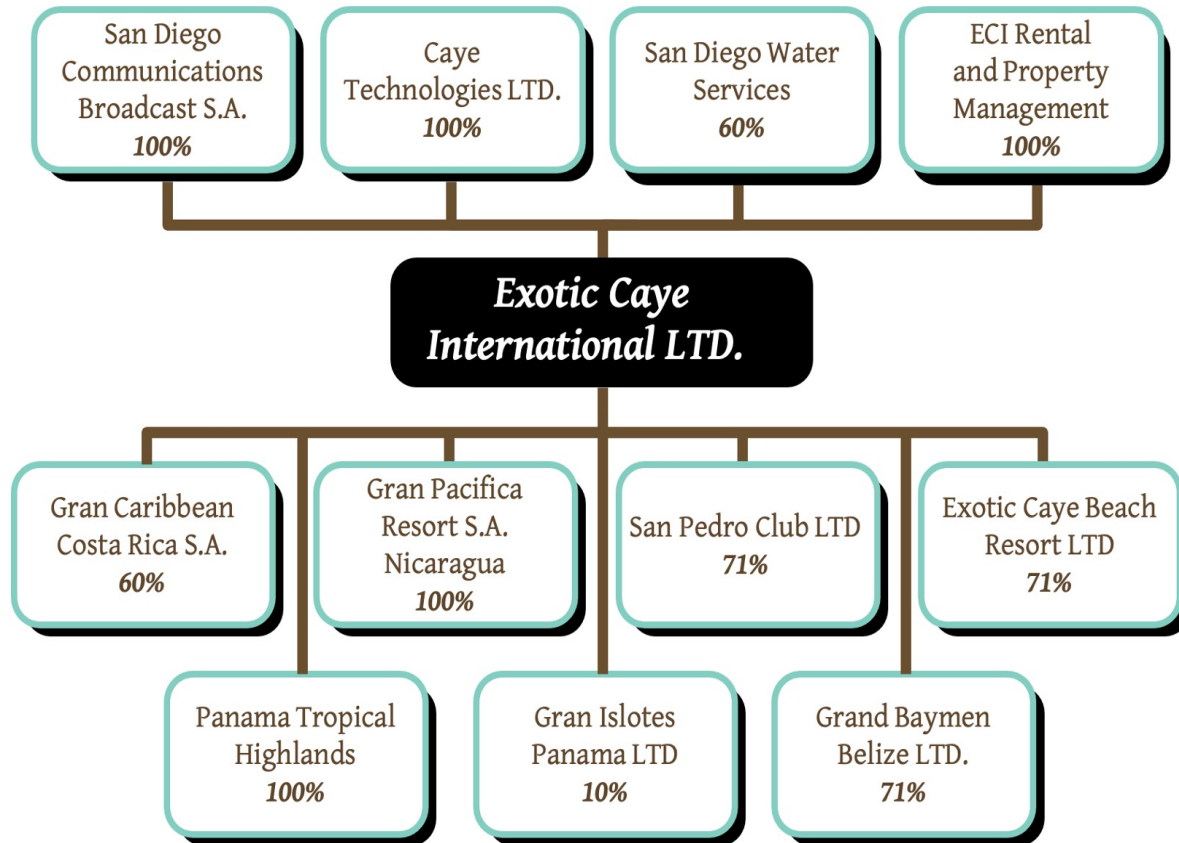 San Diego
Communications
Broadcast S.A.
100%
Caye
Technologies LTD.
100%
San Diego Water
Services
60%
ECI Rental
and Property
Management
100%
Exotic Caye
International LTD.
Gran Caribbean
Costa Rica S.A.
60%
Gran Pacifica
Resort S.A.
Nicaragua
100%
San Pedro Club LTD
71%
Exotic Caye Beach
Resort LTD
71%
Panama Tropical
Highlands
100%
Gran Islotes
Panama LTD
10%
Grand Baymen
Belize LTD.
71%